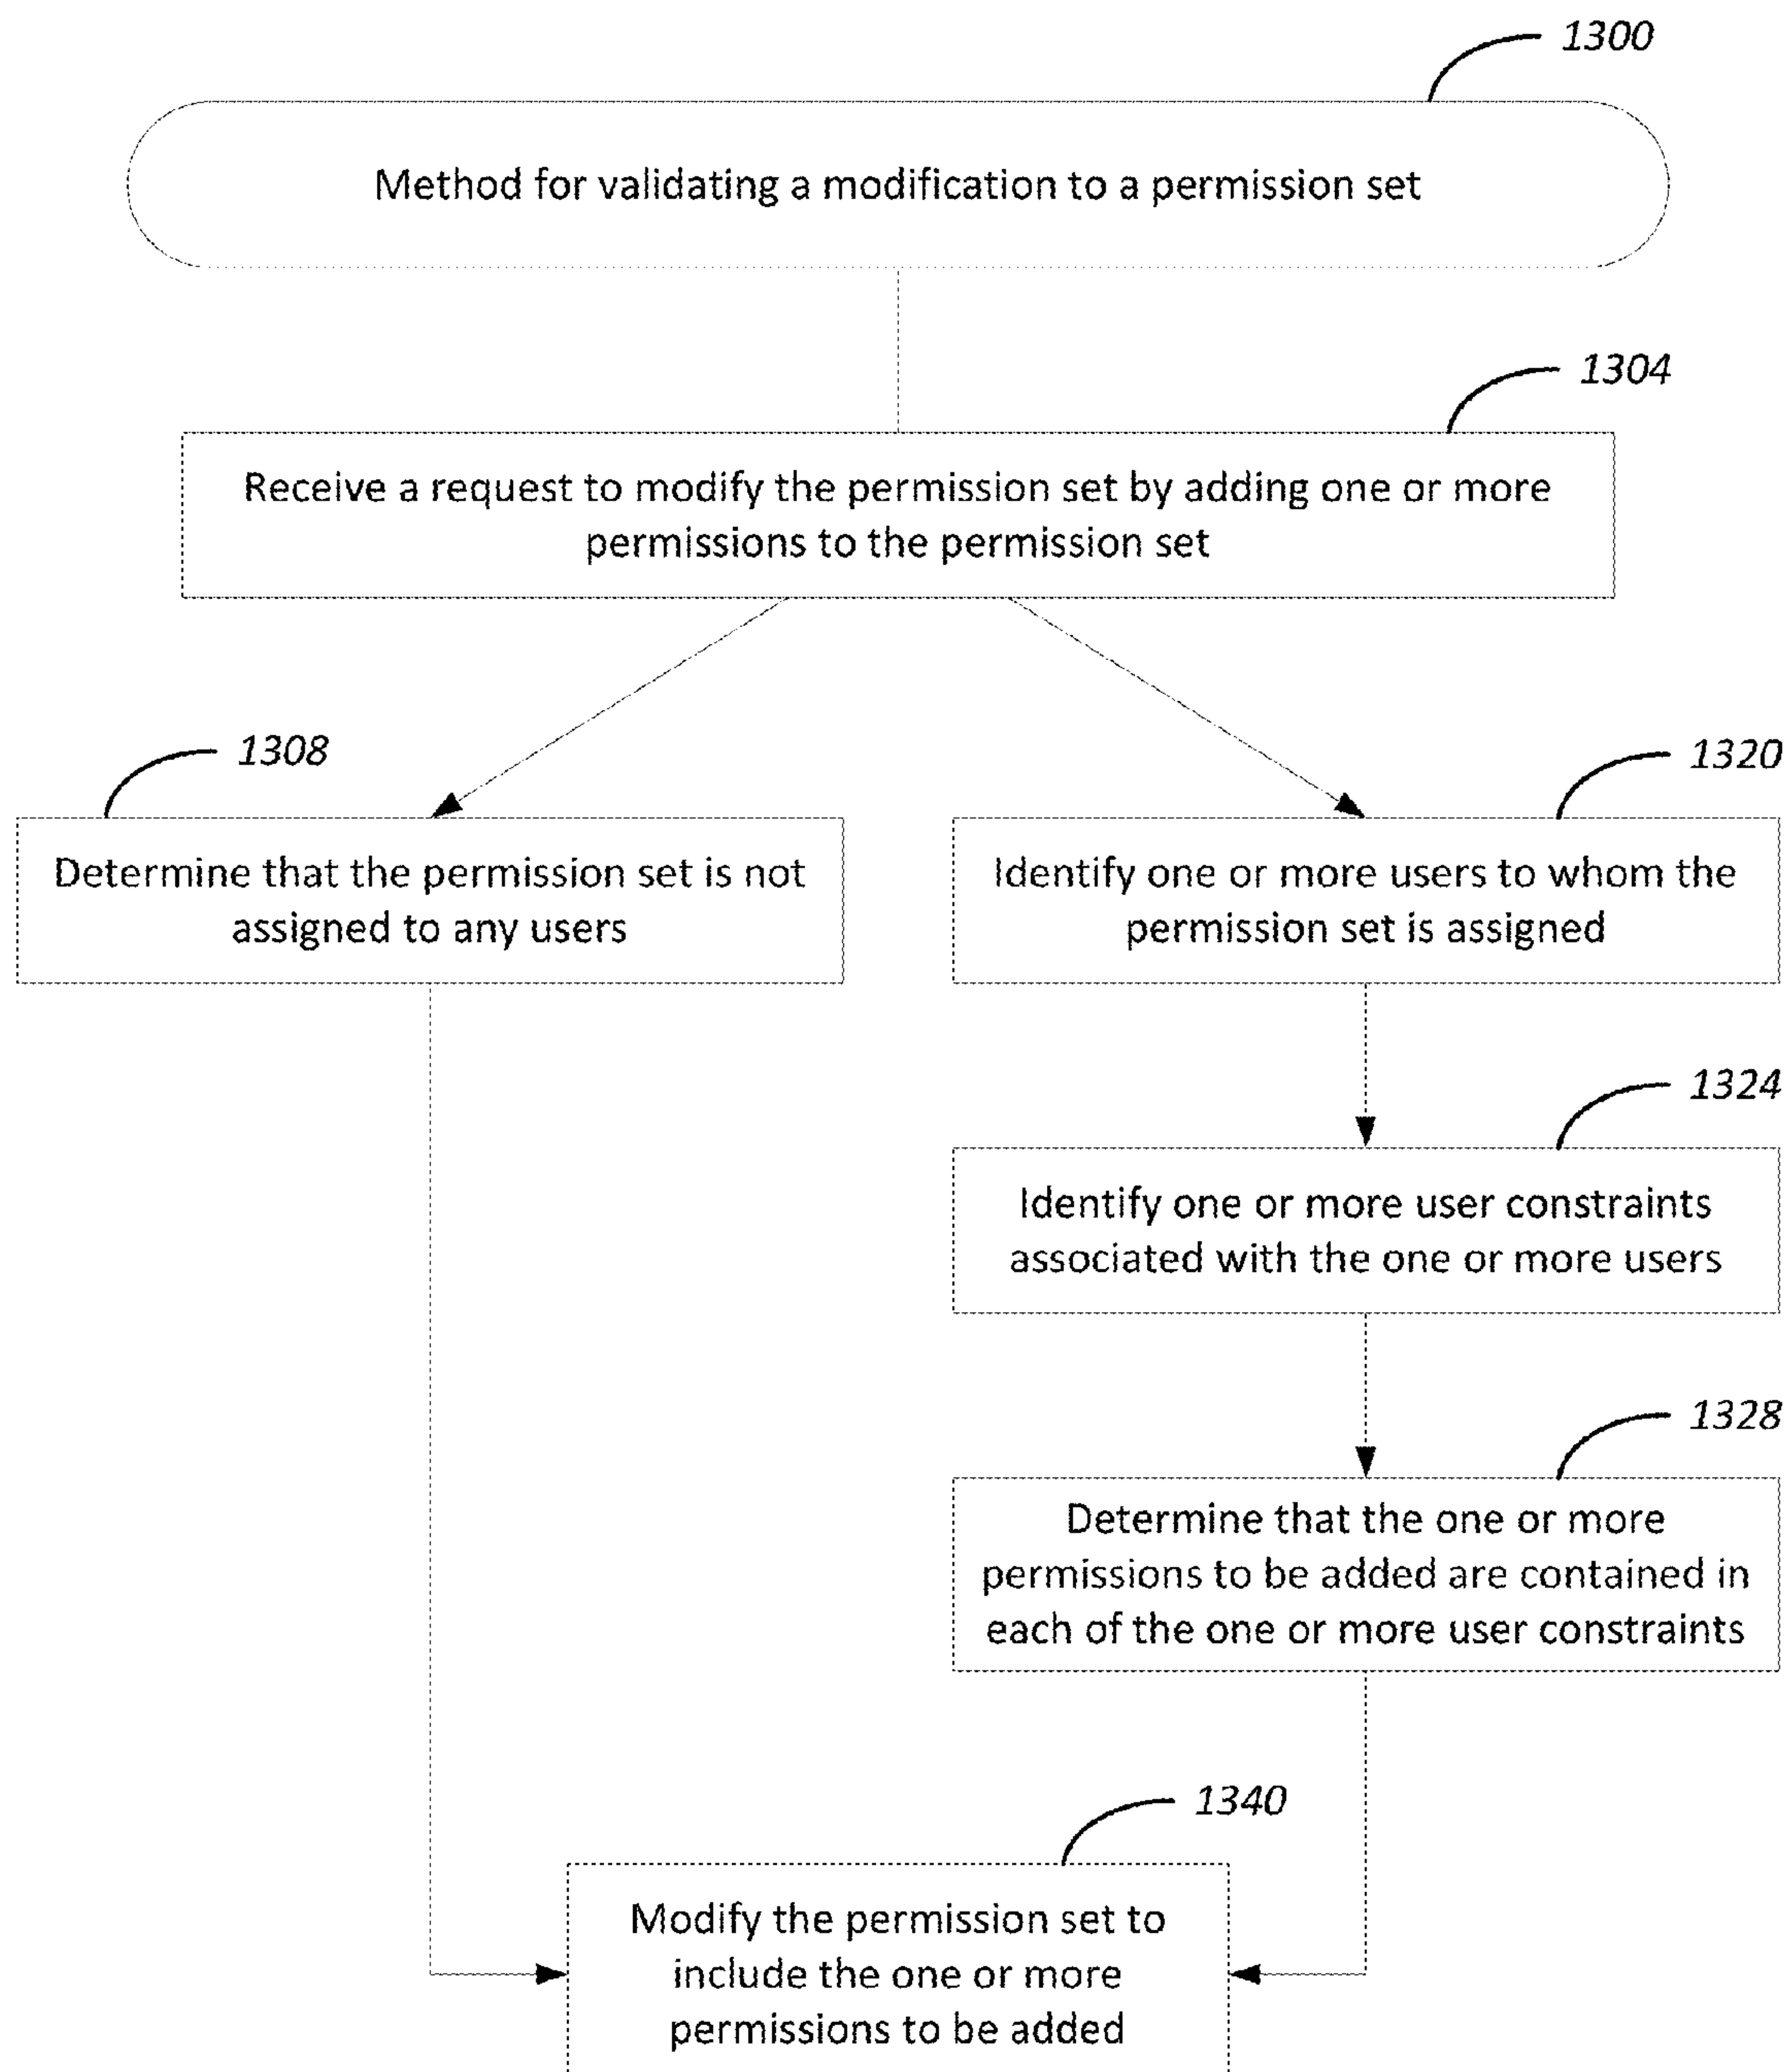 1300
Method for validating a modification to a permission set
1304
Receive a request to modify the permission set by adding one or more
permissions to the permission set
1308
Determine that the permission set is not
assigned to any users
1320
Identify one or more users to whom the
permission set is assigned
1324
Identify one or more user constraints
associated with the one or more users
1328
Determine that the one or more
permissions to be added are contained in
each of the one or more user constraints
1340
Modify the permission set to
include the one or more
permissions to be added